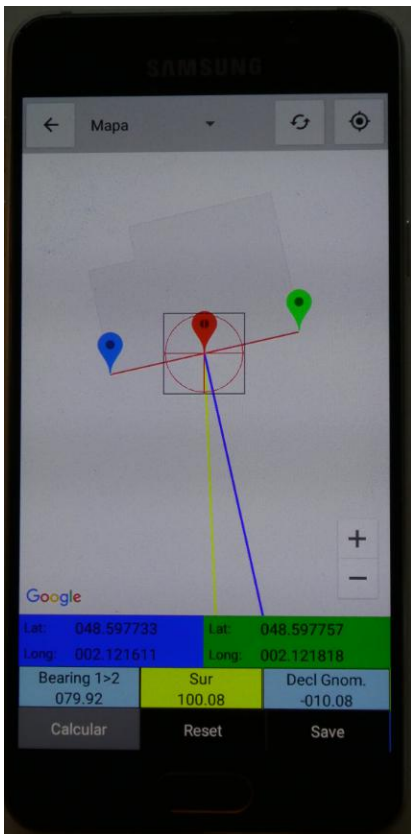 SAMSUNG
Mapa
Google
Lat: 048.597733 Lat: 048.597757
Long: 002.121611 Long: 002.121818
Bearing 1>2 Sur Decl Gnom.
079.92 100.08 -010.08
Calcular Reset Save